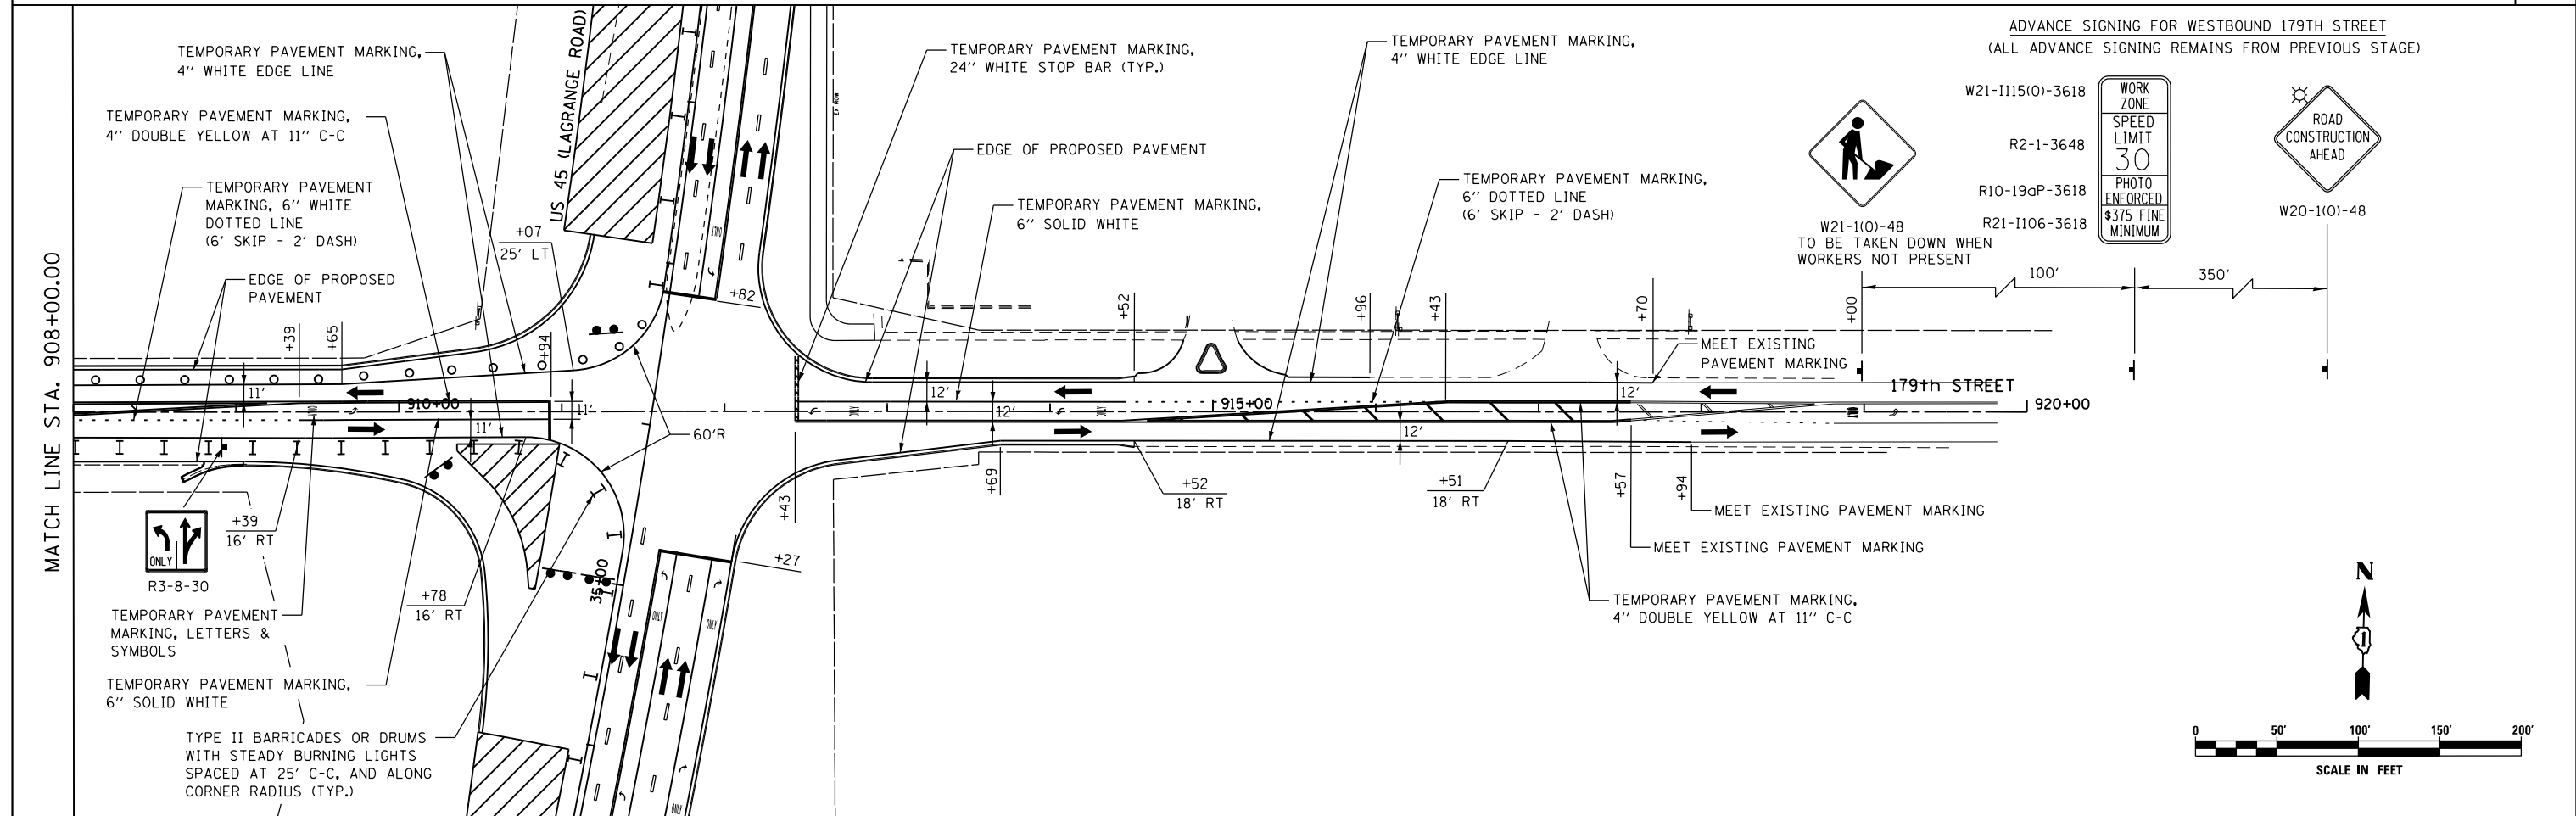 ADVANCE SIGNING FOR WESTBOUND 179TH STREET
(ALL ADVANCE SIGNING REMAINS FROM PREVIOUS STAGE)
TEMPORARY PAVEMENT MARKING,
4" WHITE EDGE LINE
TEMPORARY PAVEMENT MARKING,
4" DOUBLE YELLOW AT 11" C-C
TEMPORARY PAVEMENT
MARKING, 6" WHITE
DOTTED LINE
(6' SKIP - 2' DASH)
EDGE OF PROPOSED
PAVEMENT
MATCH LINE STA. 908+00.00
US 45 (LAGRANGE ROAD)
+07
25' LT
+39
+65
+94
+82
EX ROW
TEMPORARY PAVEMENT MARKING,
24" WHITE STOP BAR (TYP.)
EDGE OF PROPOSED PAVEMENT
TEMPORARY PAVEMENT MARKING,
6" SOLID WHITE
TEMPORARY PAVEMENT MARKING,
4" WHITE EDGE LINE
TEMPORARY PAVEMENT MARKING,
6" DOTTED LINE
(6' SKIP - 2' DASH)
W21-1(O)-48
TO BE TAKEN DOWN WHEN
WORKERS NOT PRESENT
W21-I115(O)-3618
R2-1-3648
R10-19aP-3618
R21-I106-3618
WORK
ZONE
SPEED
LIMIT
30
PHOTO
ENFORCED
$375 FINE
MINIMUM
ROAD
CONSTRUCTION
AHEAD
W20-1(O)-48
100'
350'
+52
+96
+43
+70
+00
MEET EXISTING
PAVEMENT MARKING
179th STREET
11'
910+00
11'
11'
12'
12'
ONLY
915+00
12'
12'
920+00
60'R
+43
+69
+52
18' RT
+51
18' RT
+57
+94
MEET EXISTING PAVEMENT MARKING
MEET EXISTING PAVEMENT MARKING
TEMPORARY PAVEMENT MARKING,
4" DOUBLE YELLOW AT 11" C-C
ONLY
R3-8-30
+39
16' RT
+78
16' RT
35+00
+27
ONLY
ONLY
ONLY
ONLY
TEMPORARY PAVEMENT
MARKING, LETTERS &
SYMBOLS
TEMPORARY PAVEMENT MARKING,
6" SOLID WHITE
TYPE II BARRICADES OR DRUMS
WITH STEADY BURNING LIGHTS
SPACED AT 25' C-C, AND ALONG
CORNER RADIUS (TYP.)
N
1
0 50' 100' 150' 200'
SCALE IN FEET